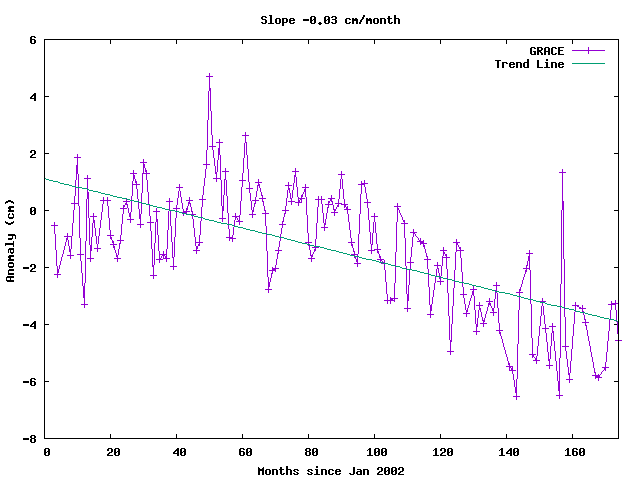 Slope -0.03 cm/month
GRACE
Trend Line
6
4
2
0
-2
-4
-6
-8
Anomaly (cm)
0 20 40 60 80 100 120 140 160
Months since Jan 2002